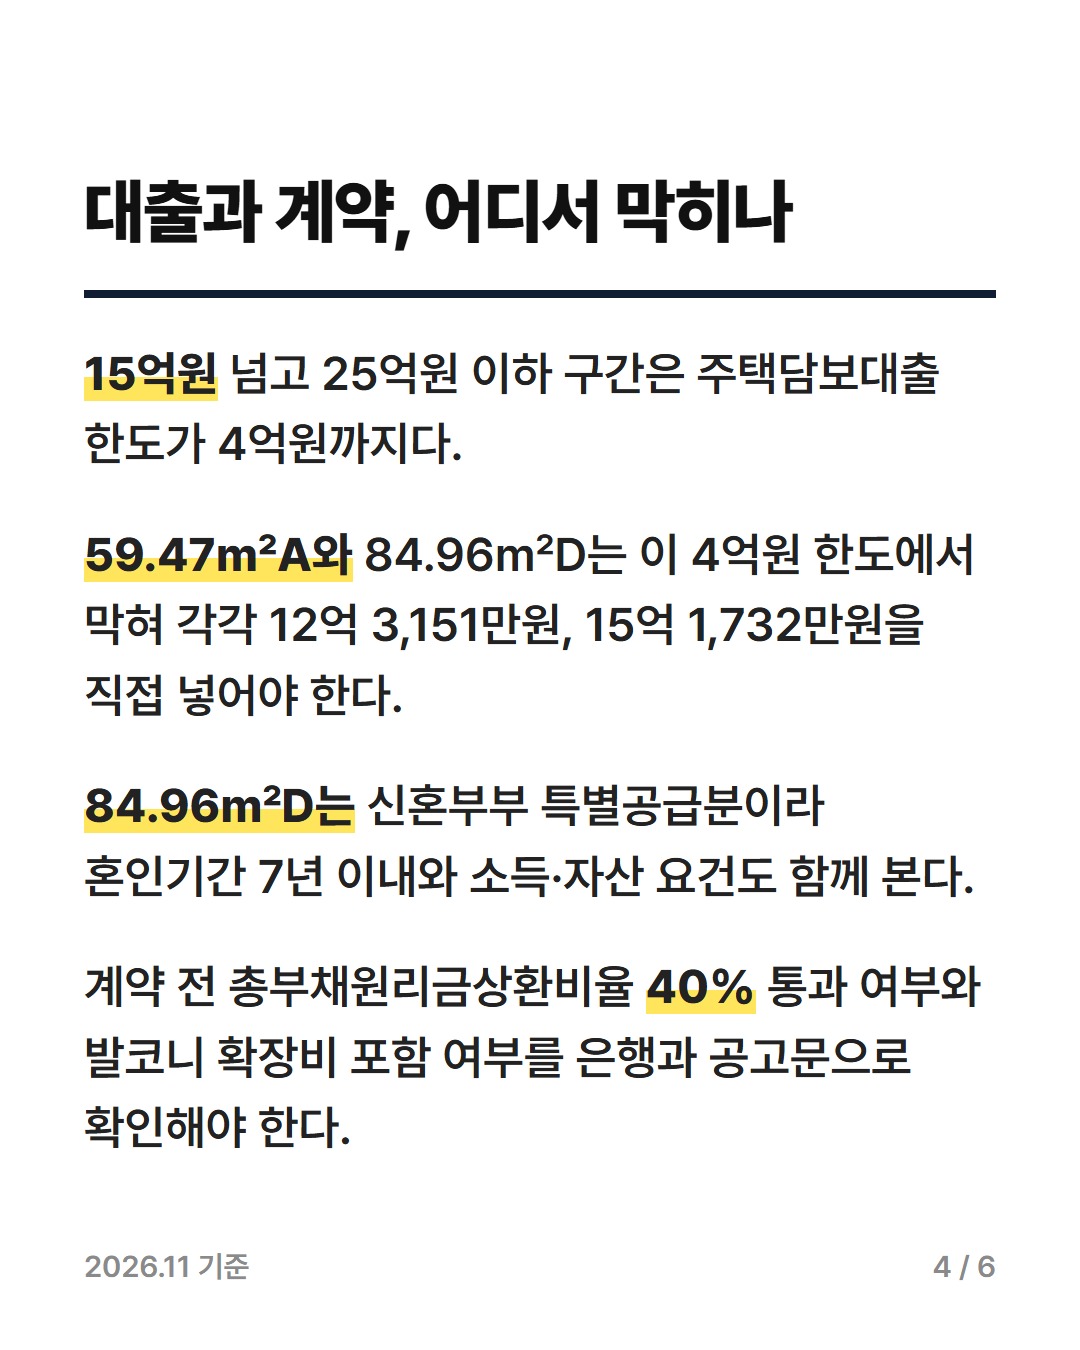 대출과 계약, 어디서 막히나
15억원 넘고 25억원 이하 구간은 주택담보대출
한도가 4억원까지다.
59.47m²A와 84.96m²D는 이 4억원 한도에서
막혀 각각 12억 3,151만원, 15억 1,732만원을
직접 넣어야 한다.
84.96m²D는 신혼부부 특별공급분이라
혼인기간 7년 이내와 소득·자산 요건도 함께 본다.
계약 전 총부채원리금상환비율 40% 통과 여부와
발코니 확장비 포함 여부를 은행과 공고문으로
확인해야 한다.
2026.11 기준
4 / 6